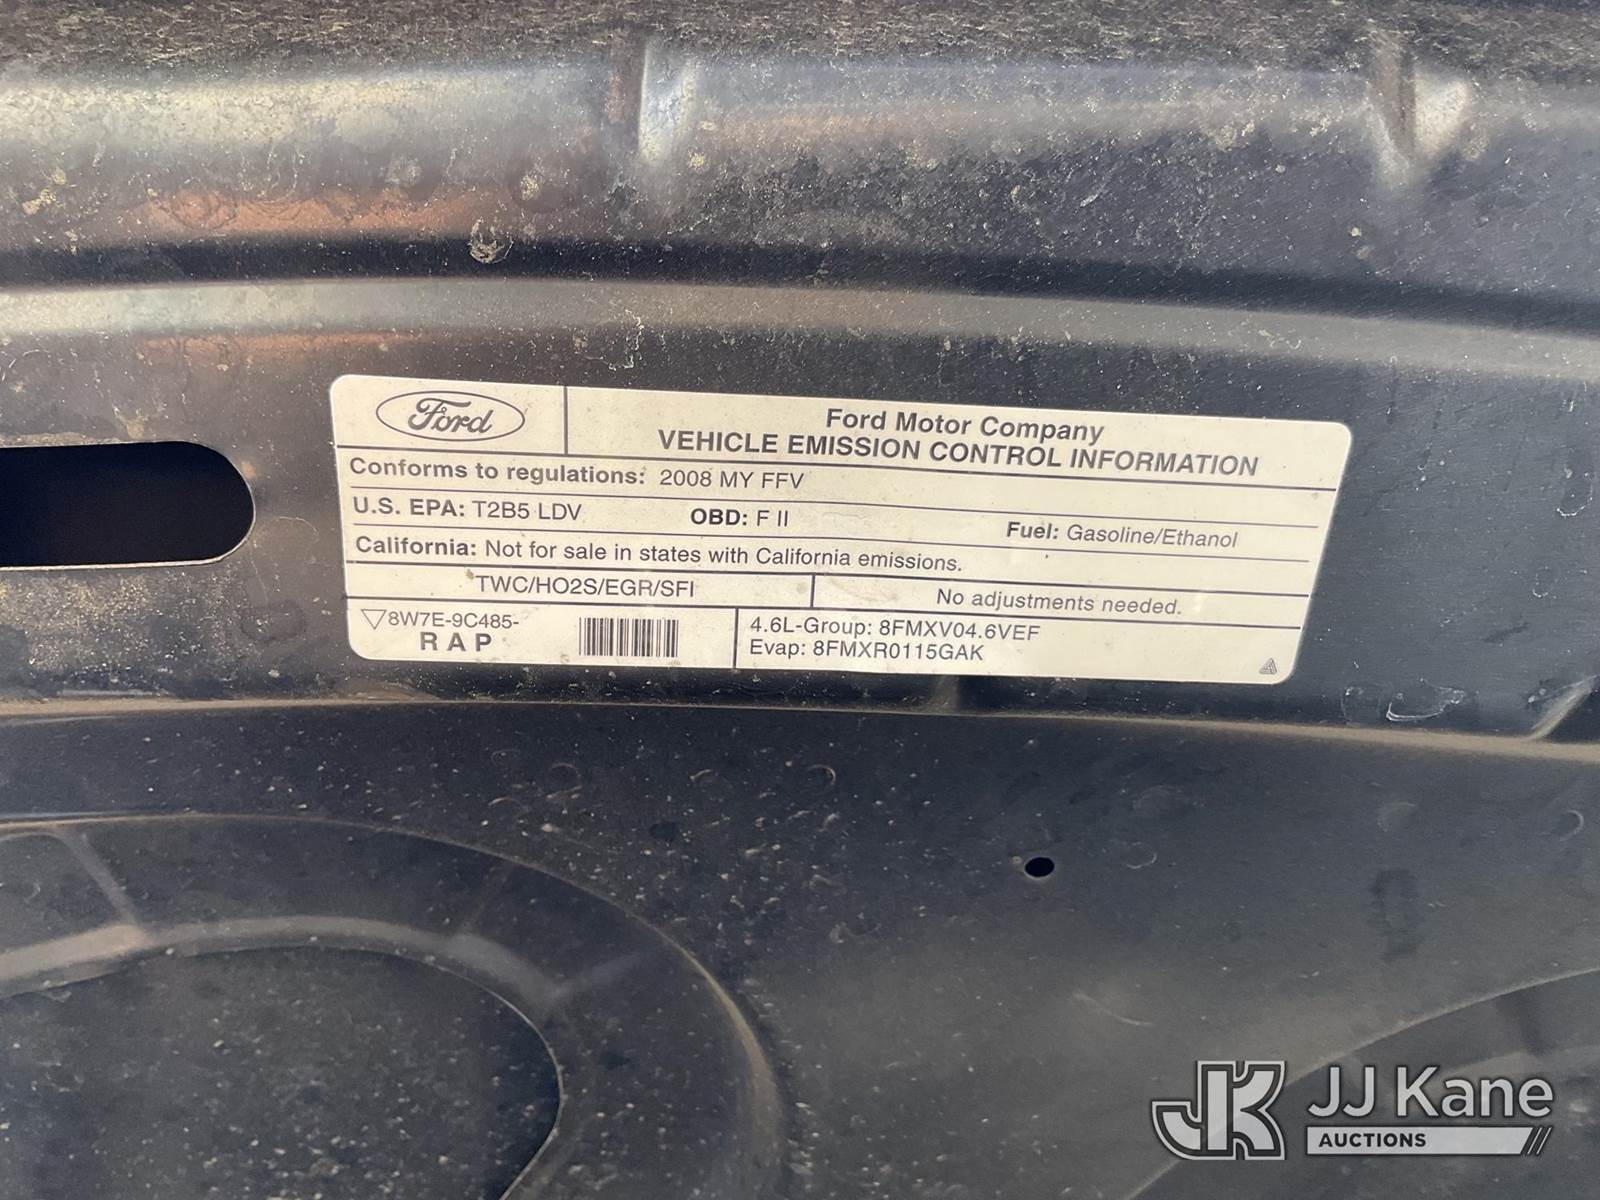 Ford
Ford Motor Company
VEHICLE EMISSION CONTROL INFORMATION
Conforms to regulations: 2008 MY FFV
U.S. EPA: T2B5 LDV OBD: F II Fuel: Gasoline/Ethanol
California: Not for sale in states with California emissions.
TWC/HO2S/EGR/SFI No adjustments needed.
▽8W7E-9C485-
RAP
4.6L-Group: 8FMXV04.6VEF
Evap: 8FMXR0115GAK
JK JJ Kane
AUCTIONS